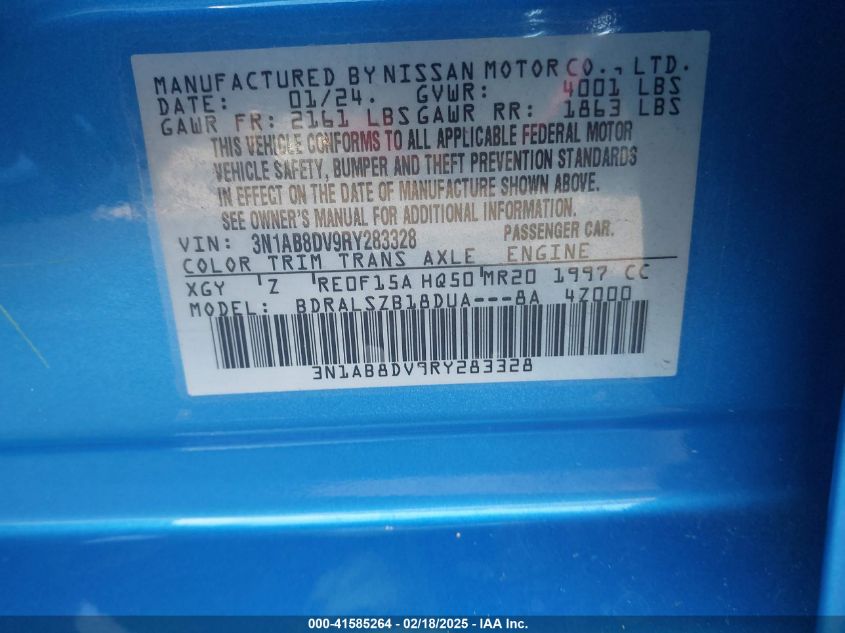 MANUFACTURED BY NISSAN MOTOR CO., LTD.
DATE: 01/24. GVWR: 4001 LBS
GAWR FR: 2161 LBS GAWR RR: 1863 LBS
THIS VEHICLE CONFORMS TO ALL APPLICABLE FEDERAL MOTOR
VEHICLE SAFETY, BUMPER AND THEFT PREVENTION STANDARDS
IN EFFECT ON THE DATE OF MANUFACTURE SHOWN ABOVE.
SEE OWNER'S MANUAL FOR ADDITIONAL INFORMATION.
VIN: 3N1AB8DV9RY283328 PASSENGER CAR.
COLOR TRIM TRANS AXLE ENGINE
XGY Z RE0F15A HQ50 MR20 1997 CC
MODEL: BDRALSZB18DUA---8A 4Z000
3N1AB8DV9RY283328
000-41585264 - 02/18/2025 - IAA Inc.